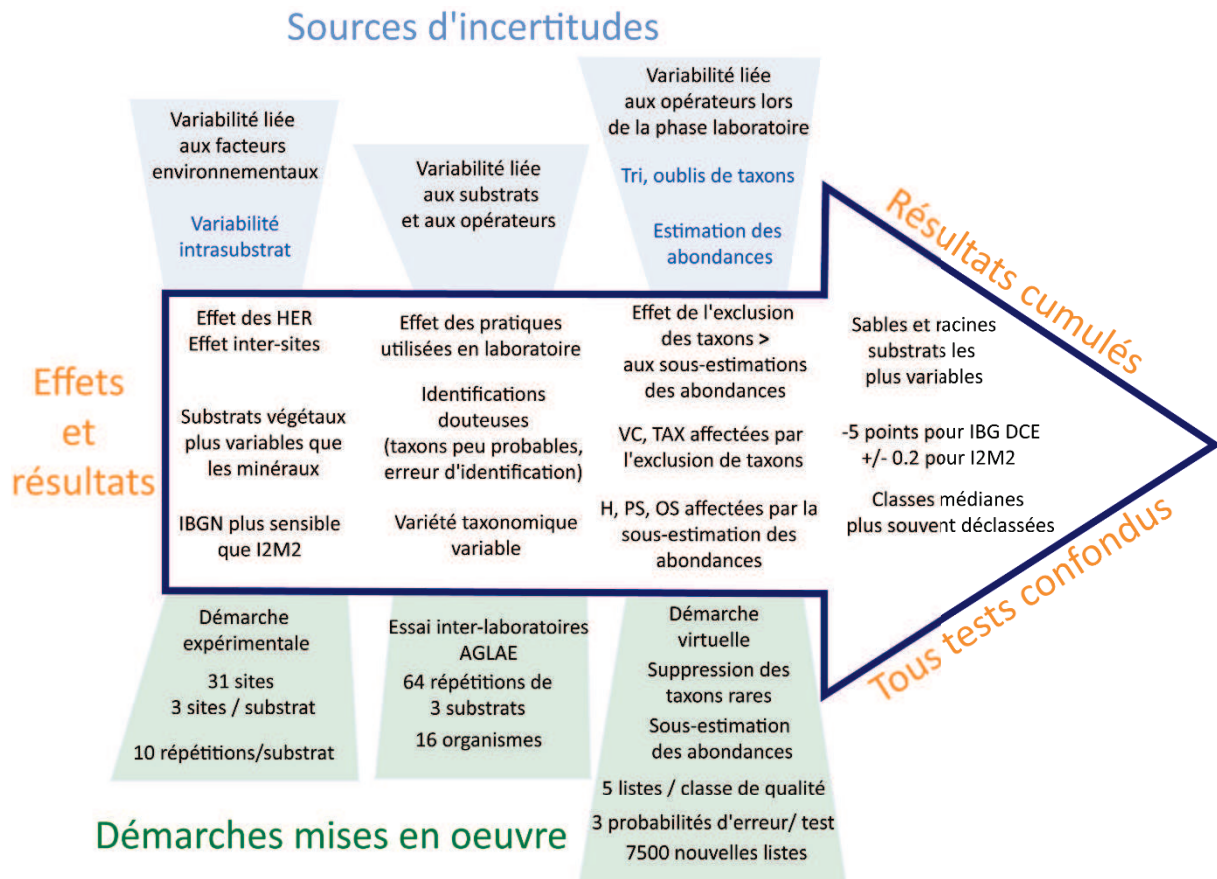 Sources d'incertitudes
Variabilité liée
aux facteurs
environnementaux
Variabilité
intrasubstrat
Variabilité liée
aux substrats
et aux opérateurs
Variabilité liée
aux opérateurs lors
de la phase laboratoire
Tri, oublis de taxons
Estimation des
abondances
Effets
et
résultats
Effet des HER
Effet inter-sites
Substrats végétaux
plus variables que
les minéraux
IBGN plus sensible
que I2M2
Effet des pratiques
utilisées en laboratoire
Identifications
douteuses
(taxons peu probables,
erreur d'identification)
Variété taxonomique
variable
Effet de l'exclusion
des taxons >
aux sous-estimations
des abondances
VC, TAX affectées par
l'exclusion de taxons
H, PS, OS affectées par la
sous-estimation des
abondances
Résultats cumulés
Sables et racines
substrats les
plus variables
-5 points pour IBG DCE
+/- 0.2 pour I2M2
Classes médianes
plus souvent déclassées
Tous tests confondus
Démarche
expérimentale
31 sites
3 sites / substrat
10 répétitions/substrat
Essai inter-laboratoires
AGLAE
64 répétitions de
3 substrats
16 organismes
Démarche
virtuelle
Suppression des
taxons rares
Sous-estimation
des abondances
5 listes / classe de qualité
3 probabilités d'erreur/ test
7500 nouvelles listes
Démarches mises en oeuvre